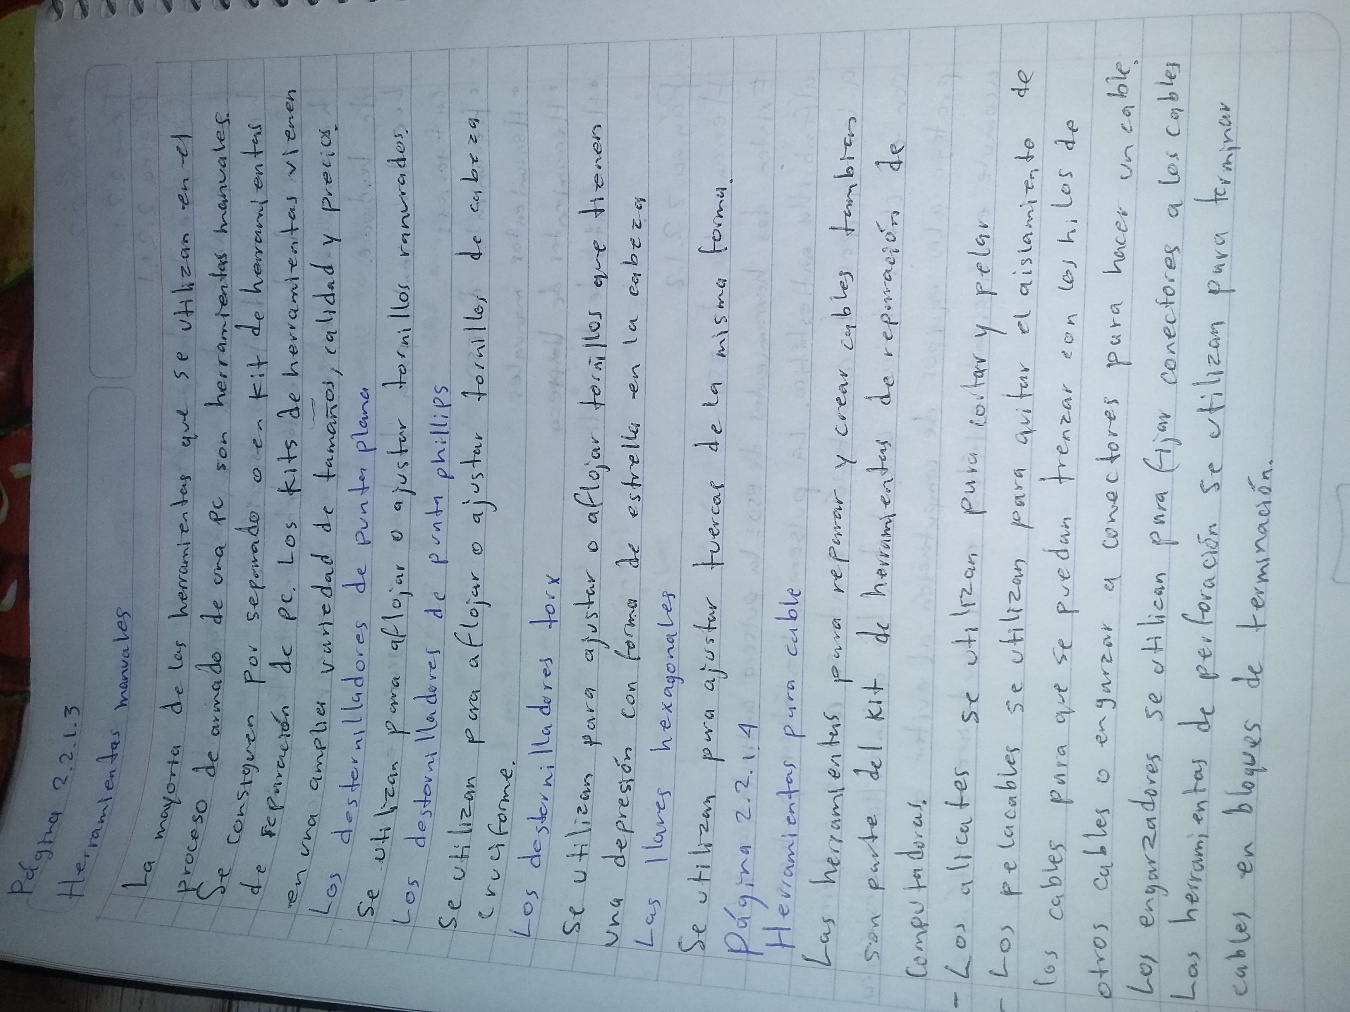 Página 2.2.1.3
Herramientas manuales
La mayoria de las herramientas que se utilizan en el
proceso de armado de una PC son herramientas manuales.
Se consiguen por separado o en kit de herramientas
de reparación de PC. Los kits de herramientas vienen
en una amplia variedad de tamaños, calidad y precios.
Los desternilladores de punta plana
Se utilizan para aflojar o ajustar tornillos ranurados.
Los destornilladores de punta phillips
Se utilizan para aflojar o ajustar tornillos de cabeza
cruciforme.
Los destornilladores torx
Se utilizan para ajustar o aflojar tornillos que tienen
una depresión con forma de estrella en la cabeza
Las llaves hexagonales
Se utilizan para ajustar tuercas de la misma forma.
Página 2.2.1.4
Herramientas para cable
Las herramientas para reparar y crear cables tambien
son parte del kit de herramientas de reparación de
computadoras.
- Los alicates se utilizan para cortar y pelar
- Los pelacables se utilizan para quitar el aislamiento de
los cables para que se puedan trenzar con los hilos de
otros cables o engarzar a conectores para hacer un cable.
Los engarzadores se utilican para fijar conectores a los cables
Las herramientas de perforación se utilizan para terminar
cables en bloques de terminación.